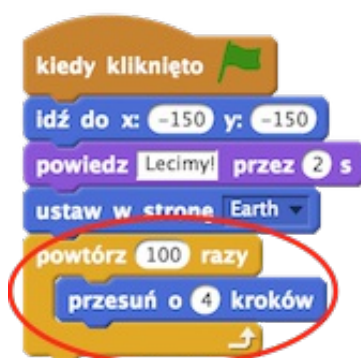 kiedy kliknięto
idź do x: -150 y: -150
powiedz Lecimy! przez 2 s
ustaw w stronę Earth
powtórz 100 razy
przesuń o 4 kroków